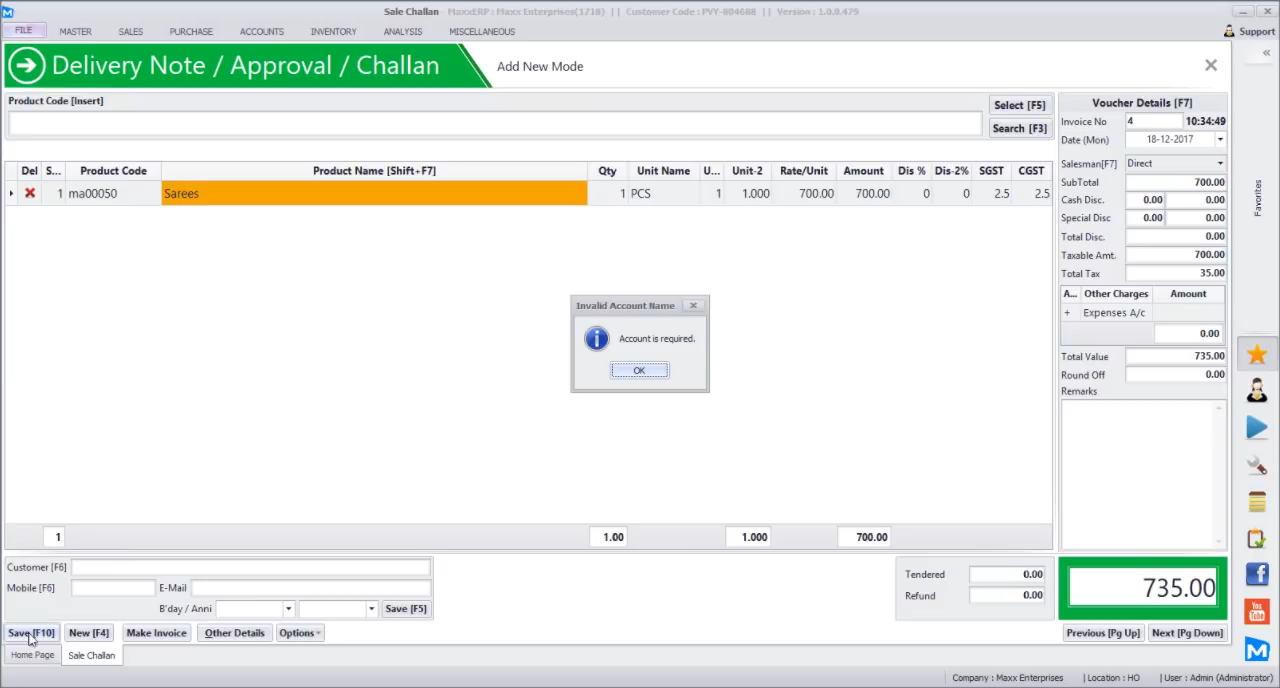 Sale Challan - MaxxERP : Maxx Enterprises(1718) || Customer Code : PVY-80468E || Version : 1.0.0.479
FILE MASTER SALES PURCHASE ACCOUNTS INVENTORY ANALYSIS MISCELLANEOUS Support
Delivery Note / Approval / Challan Add New Mode
Product Code [Insert]
Select [F5]
Search [F3]
Del S... Product Code Product Name [Shift+F7] Qty Unit Name U... Unit-2 Rate/Unit Amount Dis % Dis-2% SGST CGST
1 ma00050 Sarees 1 PCS 1 1.000 700.00 700.00 0 0 2.5 2.5
Invalid Account Name
Account is required.
OK
1 1.00 1.000 700.00
Voucher Details [F7]
Invoice No 4 10:34:49
Date (Mon) 18-12-2017
Salesman[F7] Direct
SubTotal 700.00
Cash Disc. 0.00 0.00
Special Disc 0.00 0.00
Total Disc. 0.00
Taxable Amt. 700.00
Total Tax 35.00
A... Other Charges Amount
+ Expenses A/c
0.00
Total Value 735.00
Round Off 0.00
Remarks
Favorites
Customer [F6]
Mobile [F6] E-Mail
B'day / Anni Save [F5]
Tendered 0.00
Refund 0.00
735.00
Save [F10] New [F4] Make Invoice Other Details Options Previous [Pg Up] Next [Pg Down]
Home Page Sale Challan
You Tube
Company : Maxx Enterprises | Location : HO | User : Admin (Administrator)